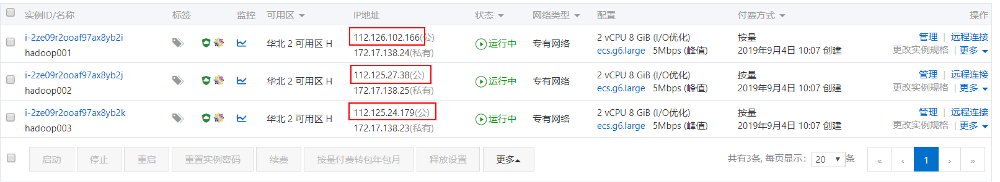 实例ID/名称 标签 监控 可用区 IP地址 状态 网络类型 配置 付费方式 操作
i-2ze09r2ooaf97ax8yb2i
hadoop001
华北 2 可用区 H
112.126.102.166(公)
172.17.138.24(私有)
运行中
专有网络
2 vCPU 8 GiB (I/O优化)
ecs.g6.large 5Mbps (峰值)
按量
2019年9月4日 10:07 创建
管理 | 远程连接
更改实例规格 | 更多
i-2ze09r2ooaf97ax8yb2j
hadoop002
华北 2 可用区 H
112.125.27.38(公)
172.17.138.25(私有)
运行中
专有网络
2 vCPU 8 GiB (I/O优化)
ecs.g6.large 5Mbps (峰值)
按量
2019年9月4日 10:07 创建
管理 | 远程连接
更改实例规格 | 更多
i-2ze09r2ooaf97ax8yb2k
hadoop003
华北 2 可用区 H
112.125.24.179(公)
172.17.138.23(私有)
运行中
专有网络
2 vCPU 8 GiB (I/O优化)
ecs.g6.large 5Mbps (峰值)
按量
2019年9月4日 10:07 创建
管理 | 远程连接
更改实例规格 | 更多
启动 停止 重启 重置实例密码 续费 按量付费转包年包月 释放设置 更多 共有3条, 每页显示: 20 条 « ‹ 1 › »